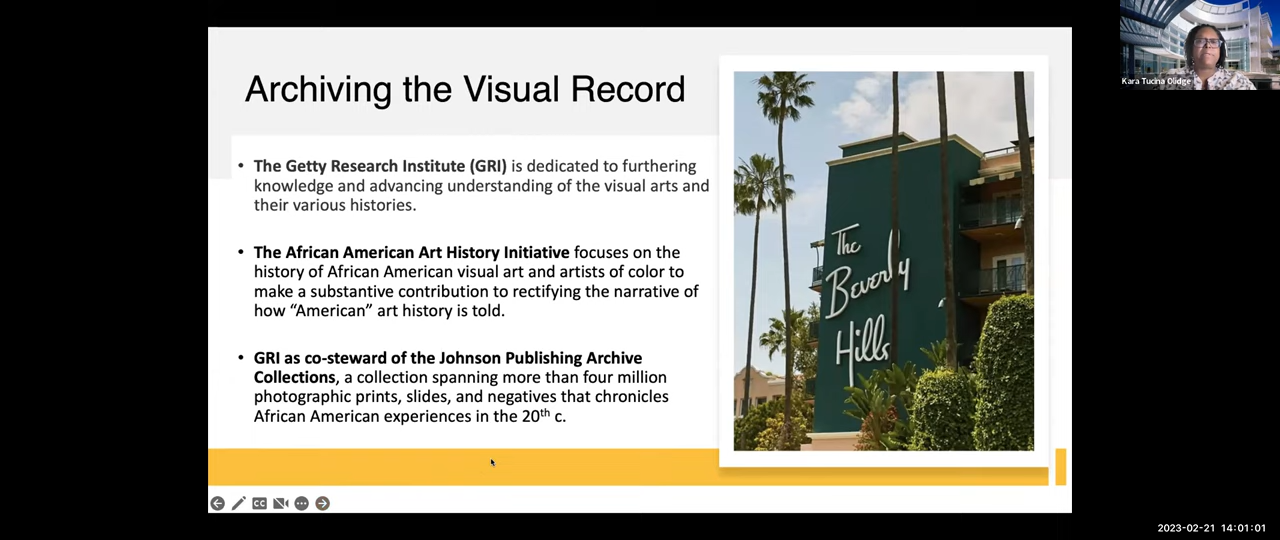 Archiving the Visual Record
• The Getty Research Institute (GRI) is dedicated to furthering
knowledge and advancing understanding of the visual arts and
their various histories.
• The African American Art History Initiative focuses on the
history of African American visual art and artists of color to
make a substantive contribution to rectifying the narrative of
how “American” art history is told.
• GRI as co-steward of the Johnson Publishing Archive
Collections, a collection spanning more than four million
photographic prints, slides, and negatives that chronicles
African American experiences in the 20th c.
The
Beverly
Hills
CC
Kara Tucina Olidge
2023-02-21 14:01:01